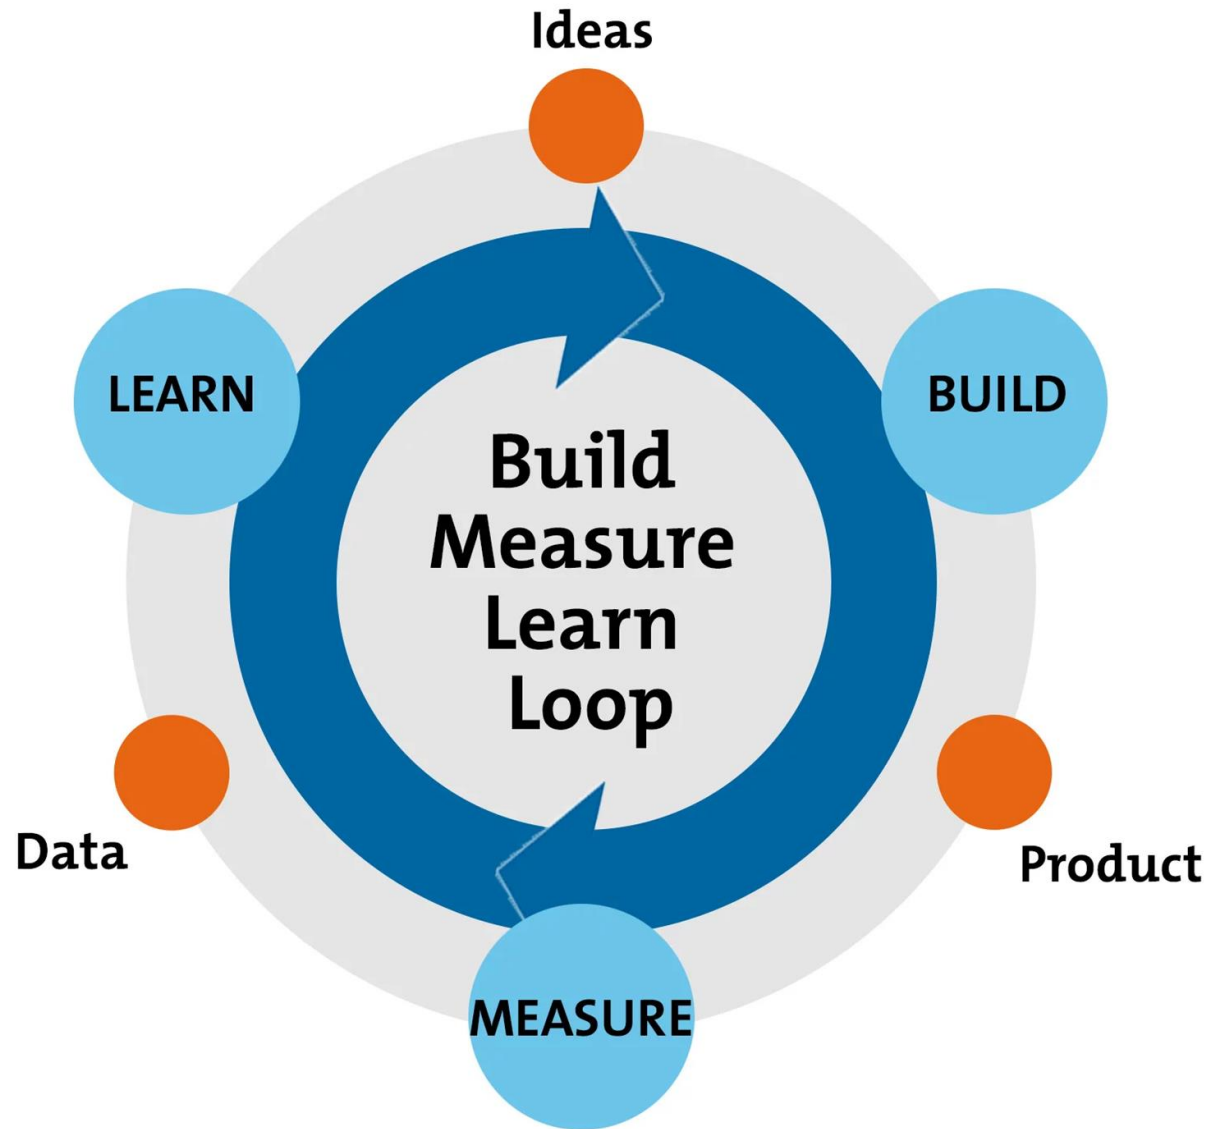 Ideas
LEARN
BUILD
Build
Measure
Learn
Loop
Data
Product
MEASURE